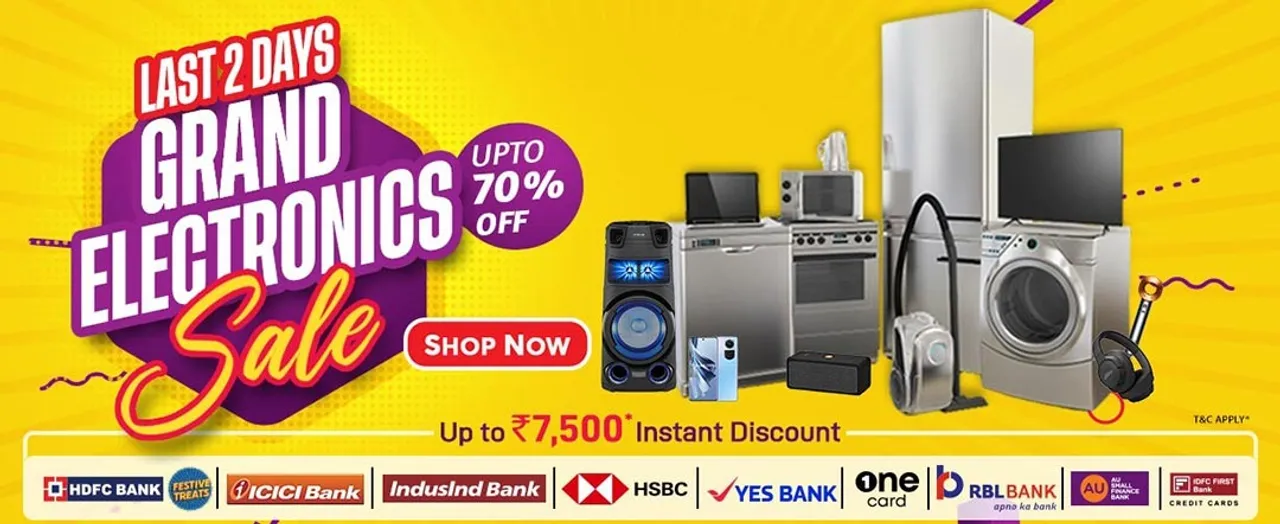 LAST 2 DAYS
GRAND
ELECTRONICS
Sale
UPTO
70%
OFF
SHOP NOW
T&C APPLY*
Up to ₹7,500* Instant Discount
HDFC BANK
FESTIVE
TREATS
ICICI Bank
IndusInd Bank
HSBC
YES BANK
one
card
RBLBANK
apno ka bank
AU
AU
SMALL
FINANCE
BANK
IDFC FIRST
Bank
CREDIT CARDS